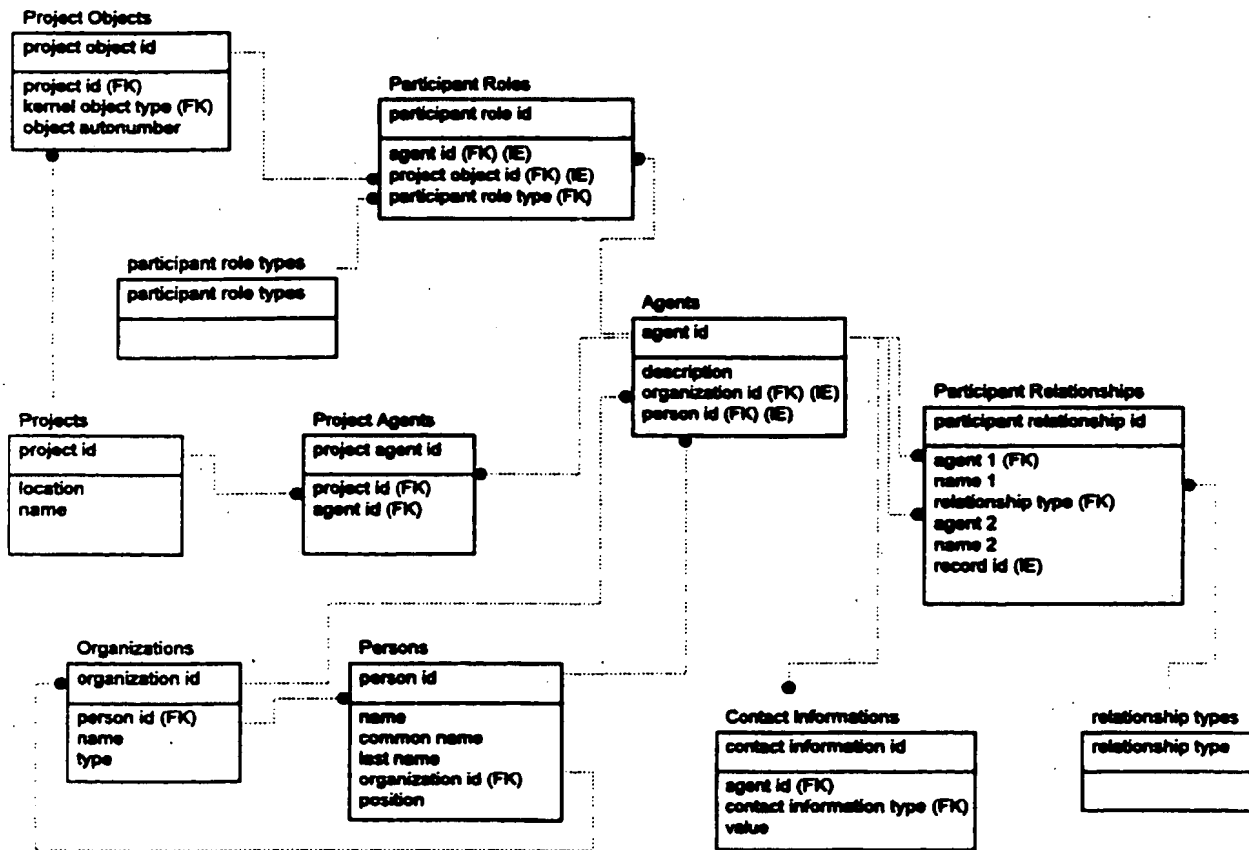 Project Objects
project object id
project id (FK)
kernel object type (FK)
object autonumber
Participant Roles
participant role id
agent id (FK) (IE)
project object id (FK) (IE)
participant role type (FK)
participant role types
participant role types
Agents
agent id
description
organization id (FK) (IE)
person id (FK) (IE)
Participant Relationships
participant relationship id
agent 1 (FK)
name 1
relationship type (FK)
agent 2
name 2
record id (IE)
Projects
project id
location
name
Project Agents
project agent id
project id (FK)
agent id (FK)
Organizations
organization id
person id (FK)
name
type
Persons
person id
name
common name
last name
organization id (FK)
position
Contact Informations
contact information id
agent id (FK)
contact information type (FK)
value
relationship types
relationship type